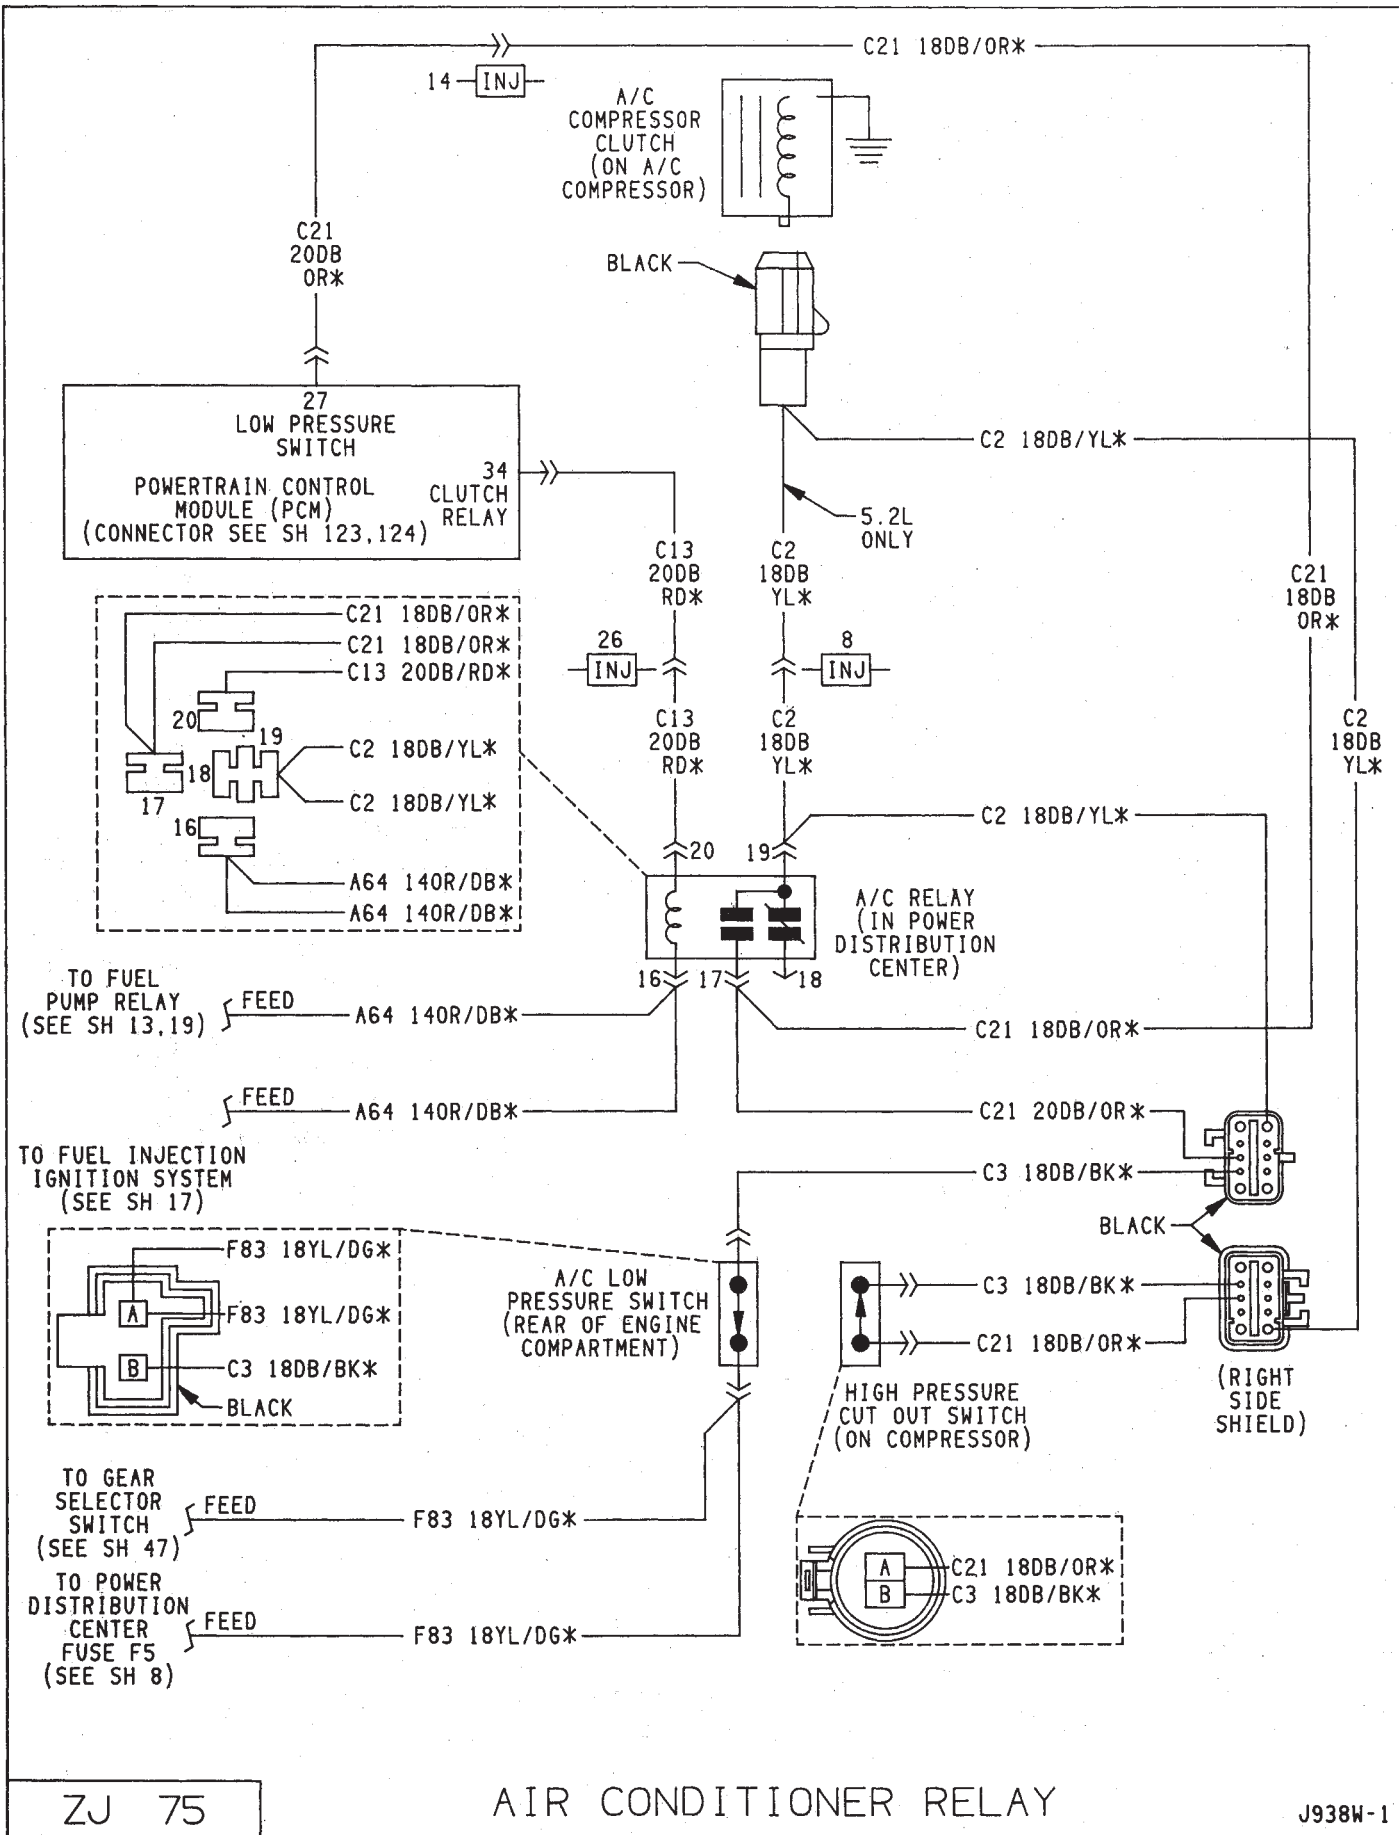 C21 18DB/OR*
14
INJ
A/C
COMPRESSOR
CLUTCH
(ON A/C
COMPRESSOR)
C21
20DB
OR*
BLACK
27
LOW PRESSURE
SWITCH
34
CLUTCH
RELAY
POWERTRAIN CONTROL
MODULE (PCM)
(CONNECTOR SEE SH 123,124)
C2 18DB/YL*
5.2L
ONLY
C13
20DB
RD*
C2
18DB
YL*
C21
18DB
OR*
26
INJ
8
INJ
C21 18DB/OR*
C21 18DB/OR*
C13 20DB/RD*
20
19
C2 18DB/YL*
18
17
C2 18DB/YL*
16
A64 14OR/DB*
A64 14OR/DB*
C13
20DB
RD*
C2
18DB
YL*
C2
18DB
YL*
C2 18DB/YL*
20
19
A/C RELAY
(IN POWER
DISTRIBUTION
CENTER)
16
17
18
TO FUEL
PUMP RELAY
(SEE SH 13,19)
FEED
A64 14OR/DB*
C21 18DB/OR*
FEED
A64 14OR/DB*
C21 20DB/OR*
TO FUEL INJECTION
IGNITION SYSTEM
(SEE SH 17)
C3 18DB/BK*
BLACK
F83 18YL/DG*
A
F83 18YL/DG*
B
C3 18DB/BK*
BLACK
A/C LOW
PRESSURE SWITCH
(REAR OF ENGINE
COMPARTMENT)
C3 18DB/BK*
C21 18DB/OR*
HIGH PRESSURE
CUT OUT SWITCH
(ON COMPRESSOR)
(RIGHT
SIDE
SHIELD)
TO GEAR
SELECTOR
SWITCH
(SEE SH 47)
FEED
F83 18YL/DG*
A
C21 18DB/OR*
B
C3 18DB/BK*
TO POWER
DISTRIBUTION
CENTER
FUSE F5
(SEE SH 8)
FEED
F83 18YL/DG*
ZJ 75
AIR CONDITIONER RELAY
J938W-1